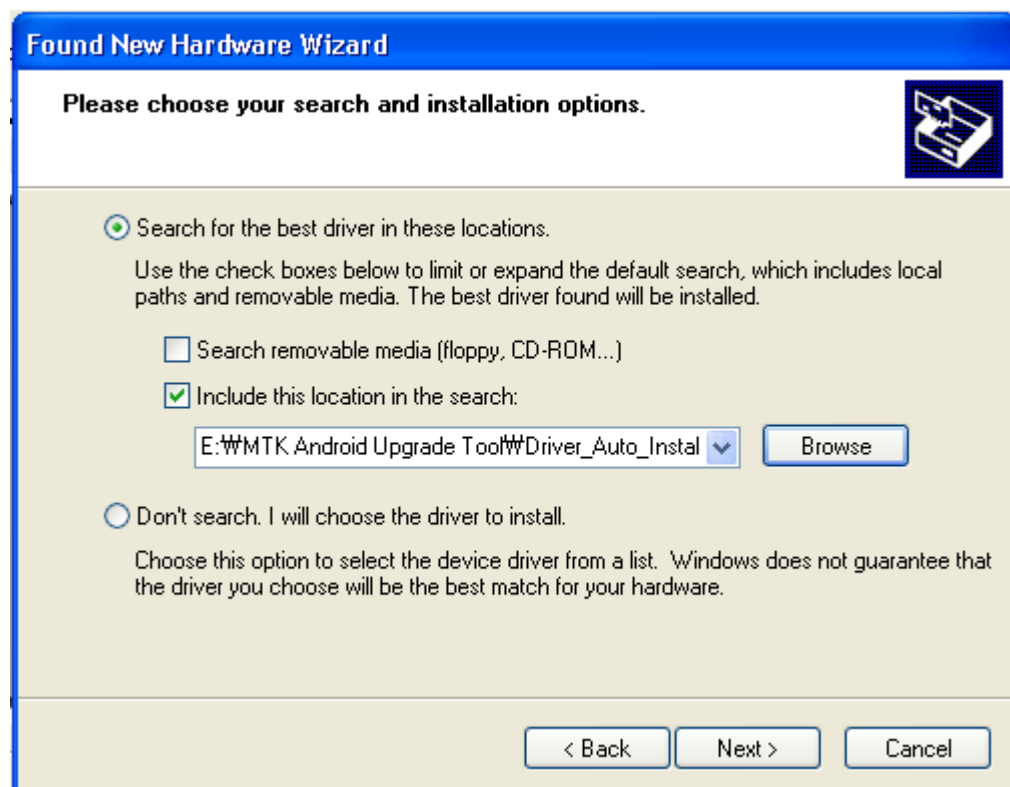 Found New Hardware Wizard
Please choose your search and installation options.
Search for the best driver in these locations.
Use the check boxes below to limit or expand the default search, which includes local
paths and removable media. The best driver found will be installed.
Search removable media (floppy, CD-ROM...)
Include this location in the search:
E:₩MTK Android Upgrade Tool₩Driver_Auto_Instal
Browse
Don't search. I will choose the driver to install.
Choose this option to select the device driver from a list. Windows does not guarantee that
the driver you choose will be the best match for your hardware.
< Back Next > Cancel